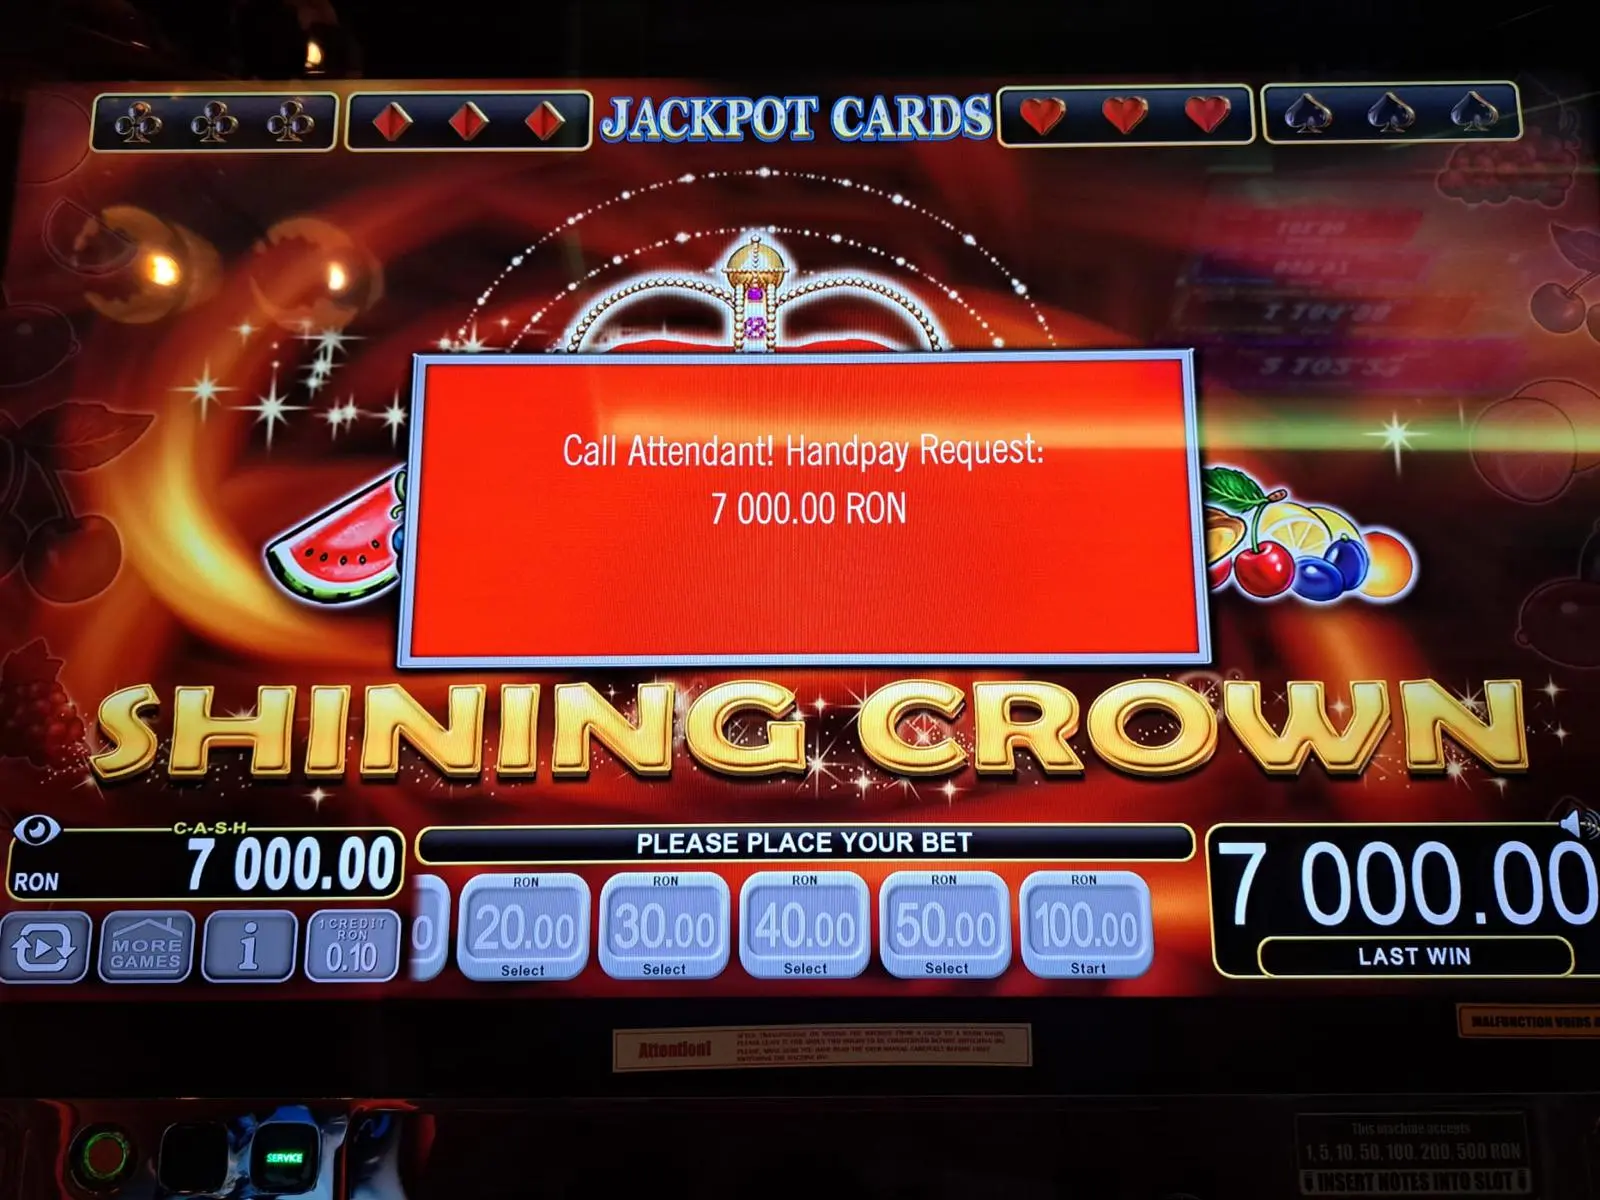 JACKPOT CARDS
Call Attendant! Handpay Request:
7 000.00 RON
SHINING CROWN
C-A-S-H
7 000.00
RON
PLEASE PLACE YOUR BET
7 000.00
LAST WIN
MORE
GAMES
i
1 CREDIT
RON
0.10
0
RON
20.00
Select
RON
30.00
Select
RON
40.00
Select
RON
50.00
Select
RON
100.00
Start
Attention!
MALFUNCTION VOIDS
SERVICE
This machine accepts
1, 5, 10, 50, 100, 200, 500 RON
INSERT NOTES INTO SLOT